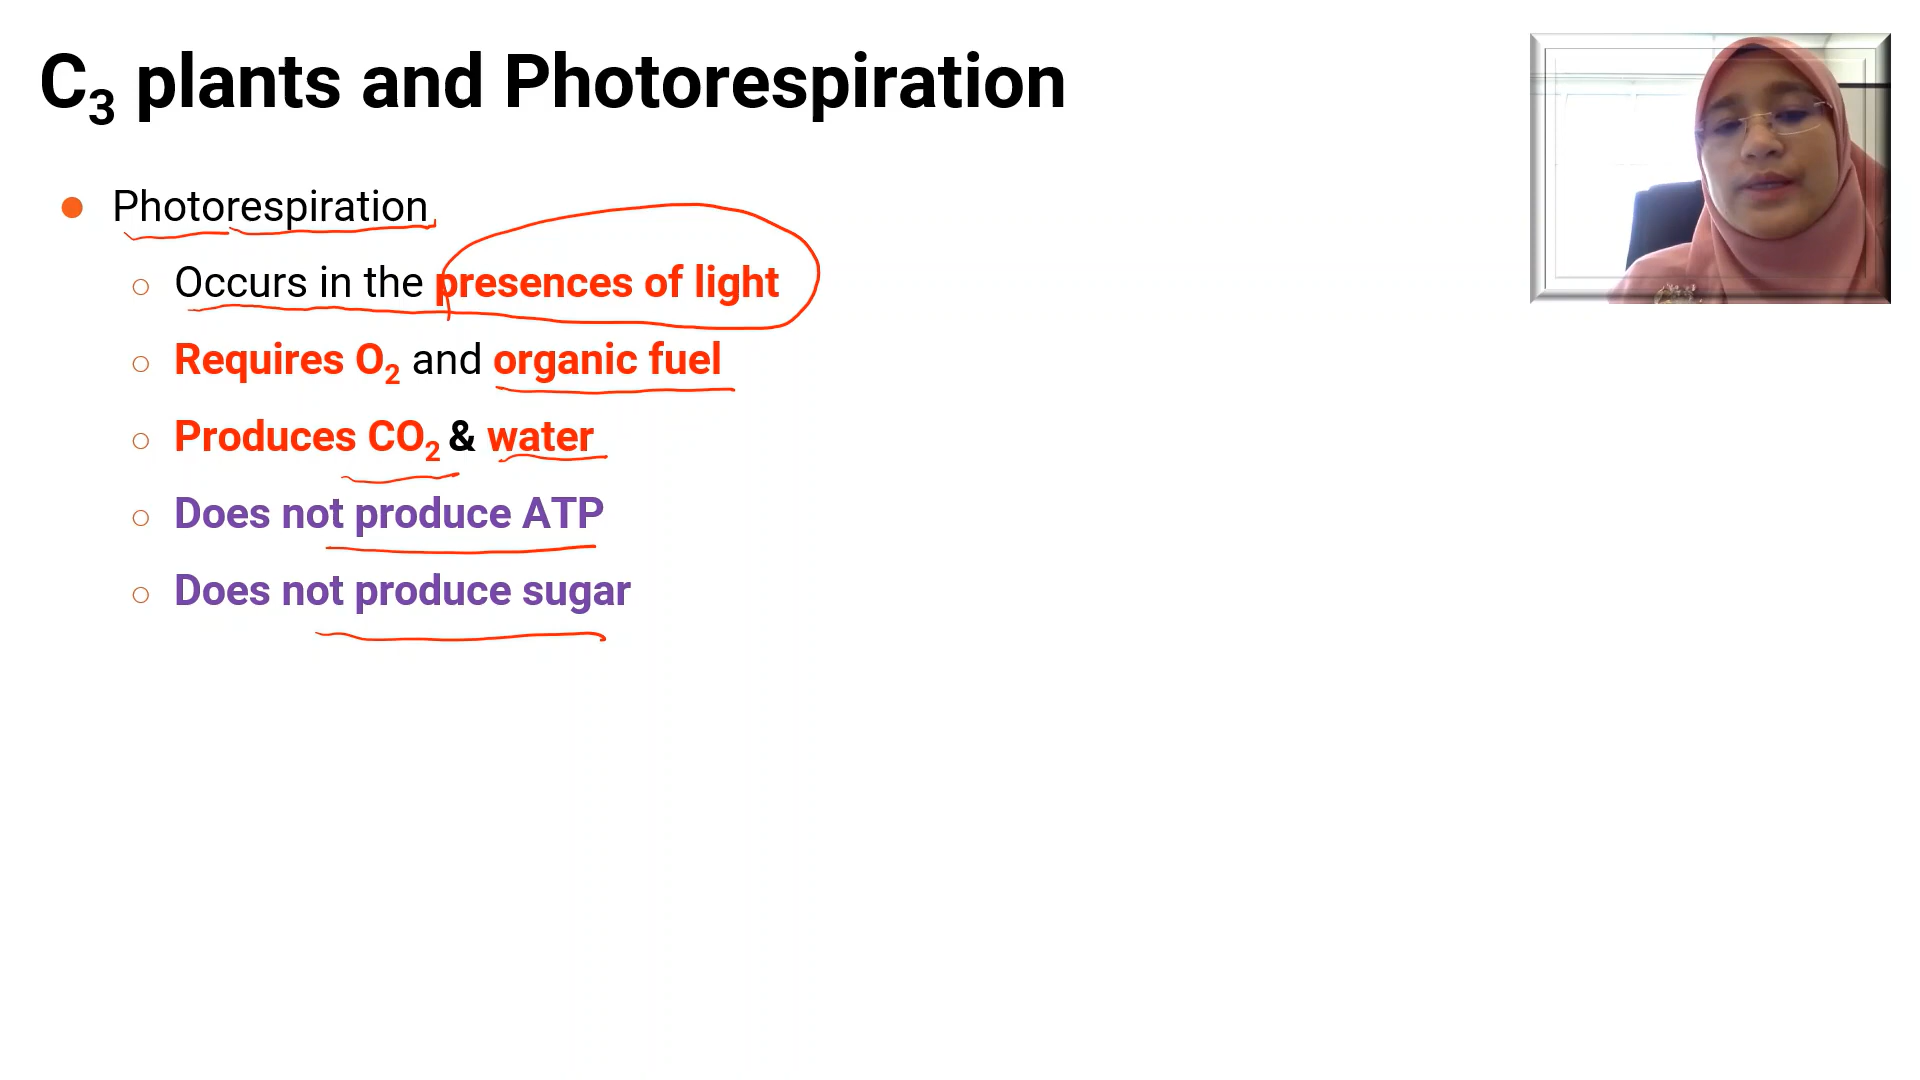 C₃ plants and Photorespiration
Photorespiration
Occurs in the presences of light
Requires O₂ and organic fuel
Produces CO₂ & water
Does not produce ATP
Does not produce sugar